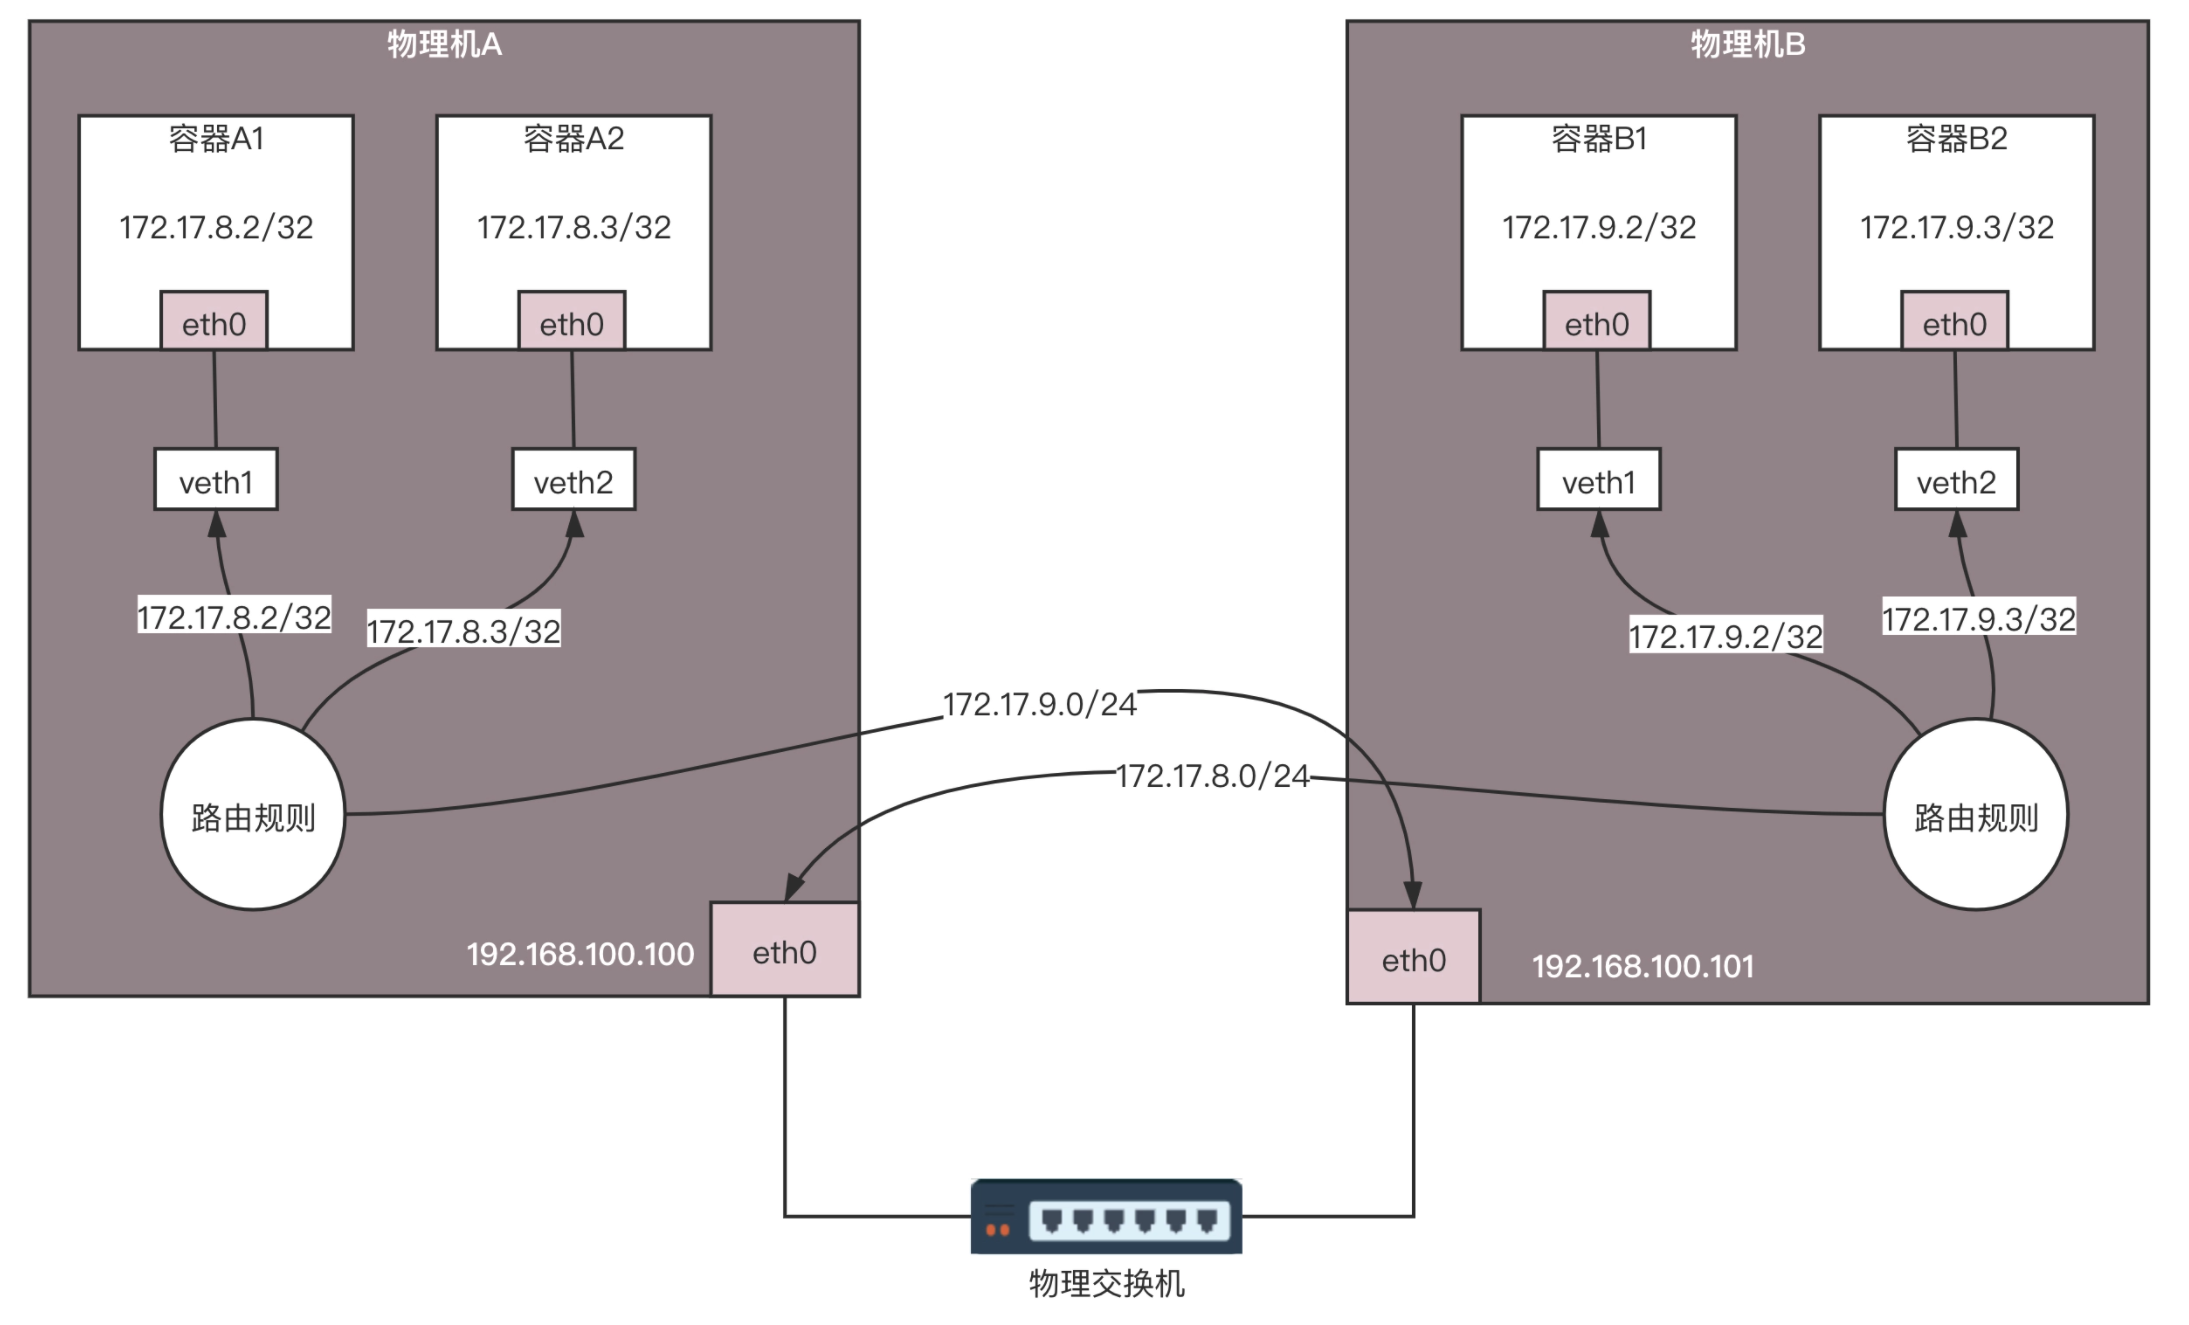 物理机A
容器A1
172.17.8.2/32
eth0
veth1
容器A2
172.17.8.3/32
eth0
veth2
172.17.8.2/32
172.17.8.3/32
路由规则
192.168.100.100
eth0
172.17.9.0/24
172.17.8.0/24
物理机B
容器B1
172.17.9.2/32
eth0
veth1
容器B2
172.17.9.3/32
eth0
veth2
172.17.9.2/32
172.17.9.3/32
路由规则
eth0
192.168.100.101
物理交换机